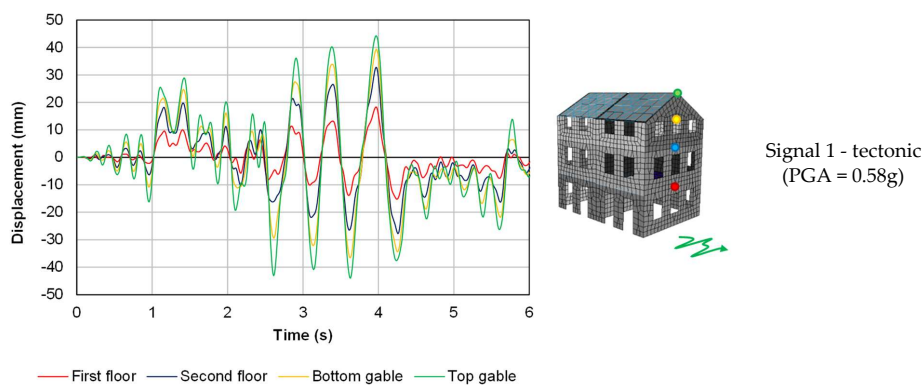 50
40
30
20
10
0
-10
-20
-30
-40
-50
Displacement (mm)
0 1 2 3 4 5 6
Time (s)
First floor Second floor Bottom gable Top gable
Signal 1 - tectonic
(PGA = 0.58g)